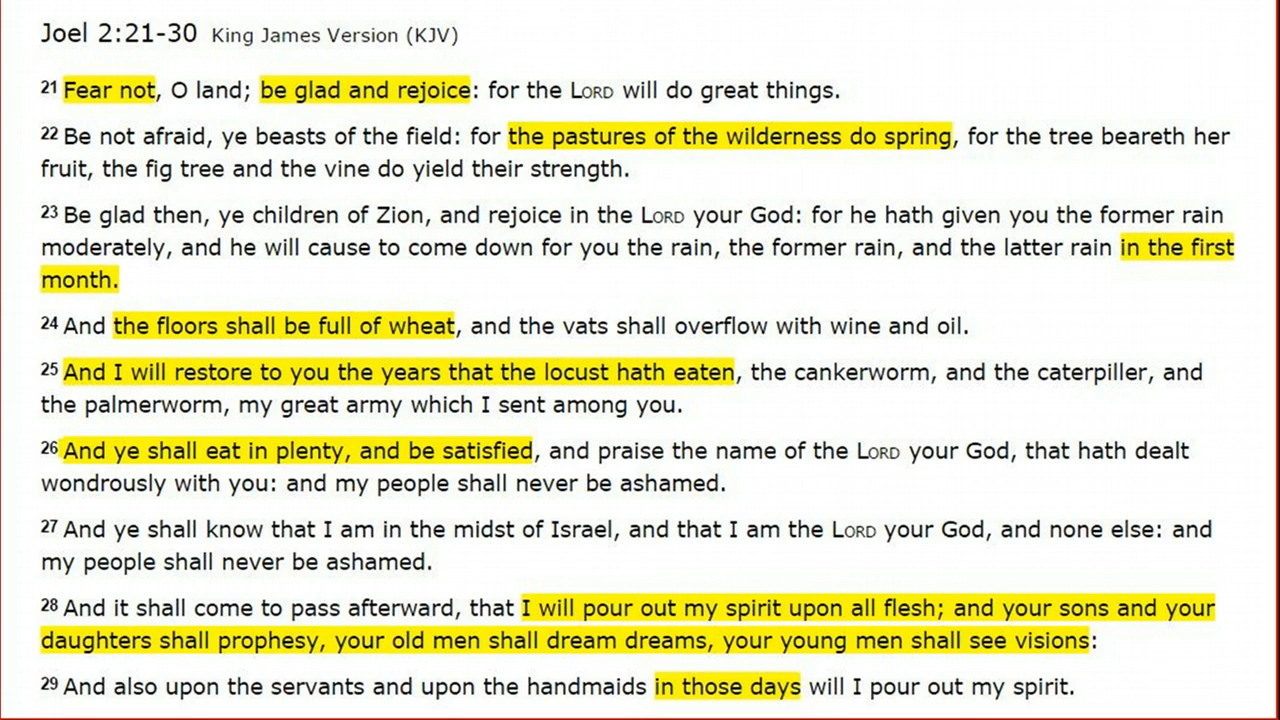 Joel 2:21-30 King James Version (KJV)
21 Fear not, O land; be glad and rejoice: for the LORD will do great things.
22 Be not afraid, ye beasts of the field: for the pastures of the wilderness do spring, for the tree beareth her
fruit, the fig tree and the vine do yield their strength.
23 Be glad then, ye children of Zion, and rejoice in the LORD your God: for he hath given you the former rain
moderately, and he will cause to come down for you the rain, the former rain, and the latter rain in the first
month.
24 And the floors shall be full of wheat, and the vats shall overflow with wine and oil.
25 And I will restore to you the years that the locust hath eaten, the cankerworm, and the caterpiller, and
the palmerworm, my great army which I sent among you.
26 And ye shall eat in plenty, and be satisfied, and praise the name of the LORD your God, that hath dealt
wondrously with you: and my people shall never be ashamed.
27 And ye shall know that I am in the midst of Israel, and that I am the LORD your God, and none else: and
my people shall never be ashamed.
28 And it shall come to pass afterward, that I will pour out my spirit upon all flesh; and your sons and your
daughters shall prophesy, your old men shall dream dreams, your young men shall see visions:
29 And also upon the servants and upon the handmaids in those days will I pour out my spirit.